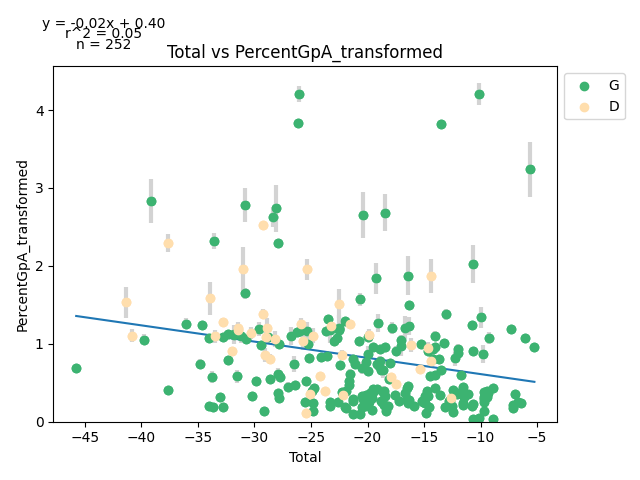 y = -0.02x + 0.40
r^2 = 0.05
n = 252
Total vs PercentGpA_transformed
G
D
PercentGpA_transformed
4
3
2
1
0
−45 −40 −35 −30 −25 −20 −15 −10 −5
Total